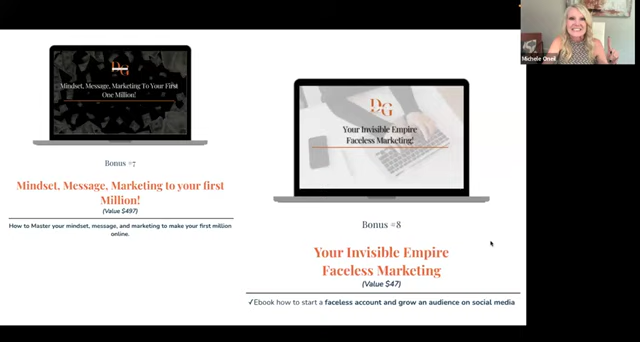 DG
Mindset, Message, Marketing To Your First
One Million!
Bonus #7
Mindset, Message, Marketing to your first
Million!
(Value $497)
How to Master your mindset, message, and marketing to make your first million
online.
DG
Your Invisible Empire
Faceless Marketing!
Bonus #8
Your Invisible Empire
Faceless Marketing
(Value $47)
✓Ebook how to start a faceless account and grow an audience on social media
Michele Oneil